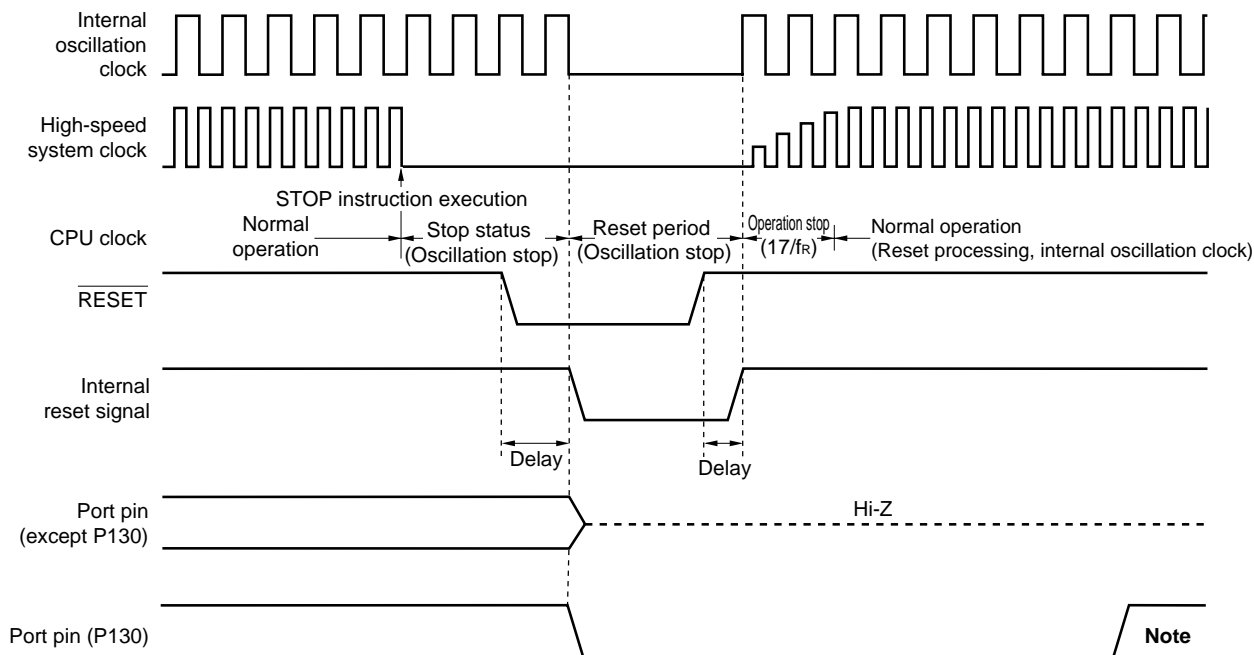 Internal
oscillation
clock
High-speed
system clock
STOP instruction execution
CPU clock
Normal
operation
Stop status
(Oscillation stop)
Reset period
(Oscillation stop)
Operation stop
(17/fR)
Normal operation
(Reset processing, internal oscillation clock)
RESET
Internal
reset signal
Delay
Delay
Port pin
(except P130)
Hi-Z
Port pin (P130)
Note